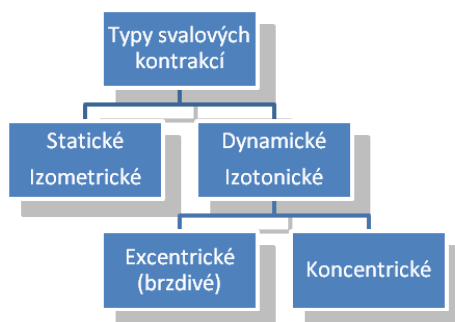 Typy svalových
kontrakcí
Statické
Izometrické
Dynamické
Izotonické
Excentrické
(brzdivé)
Koncentrické